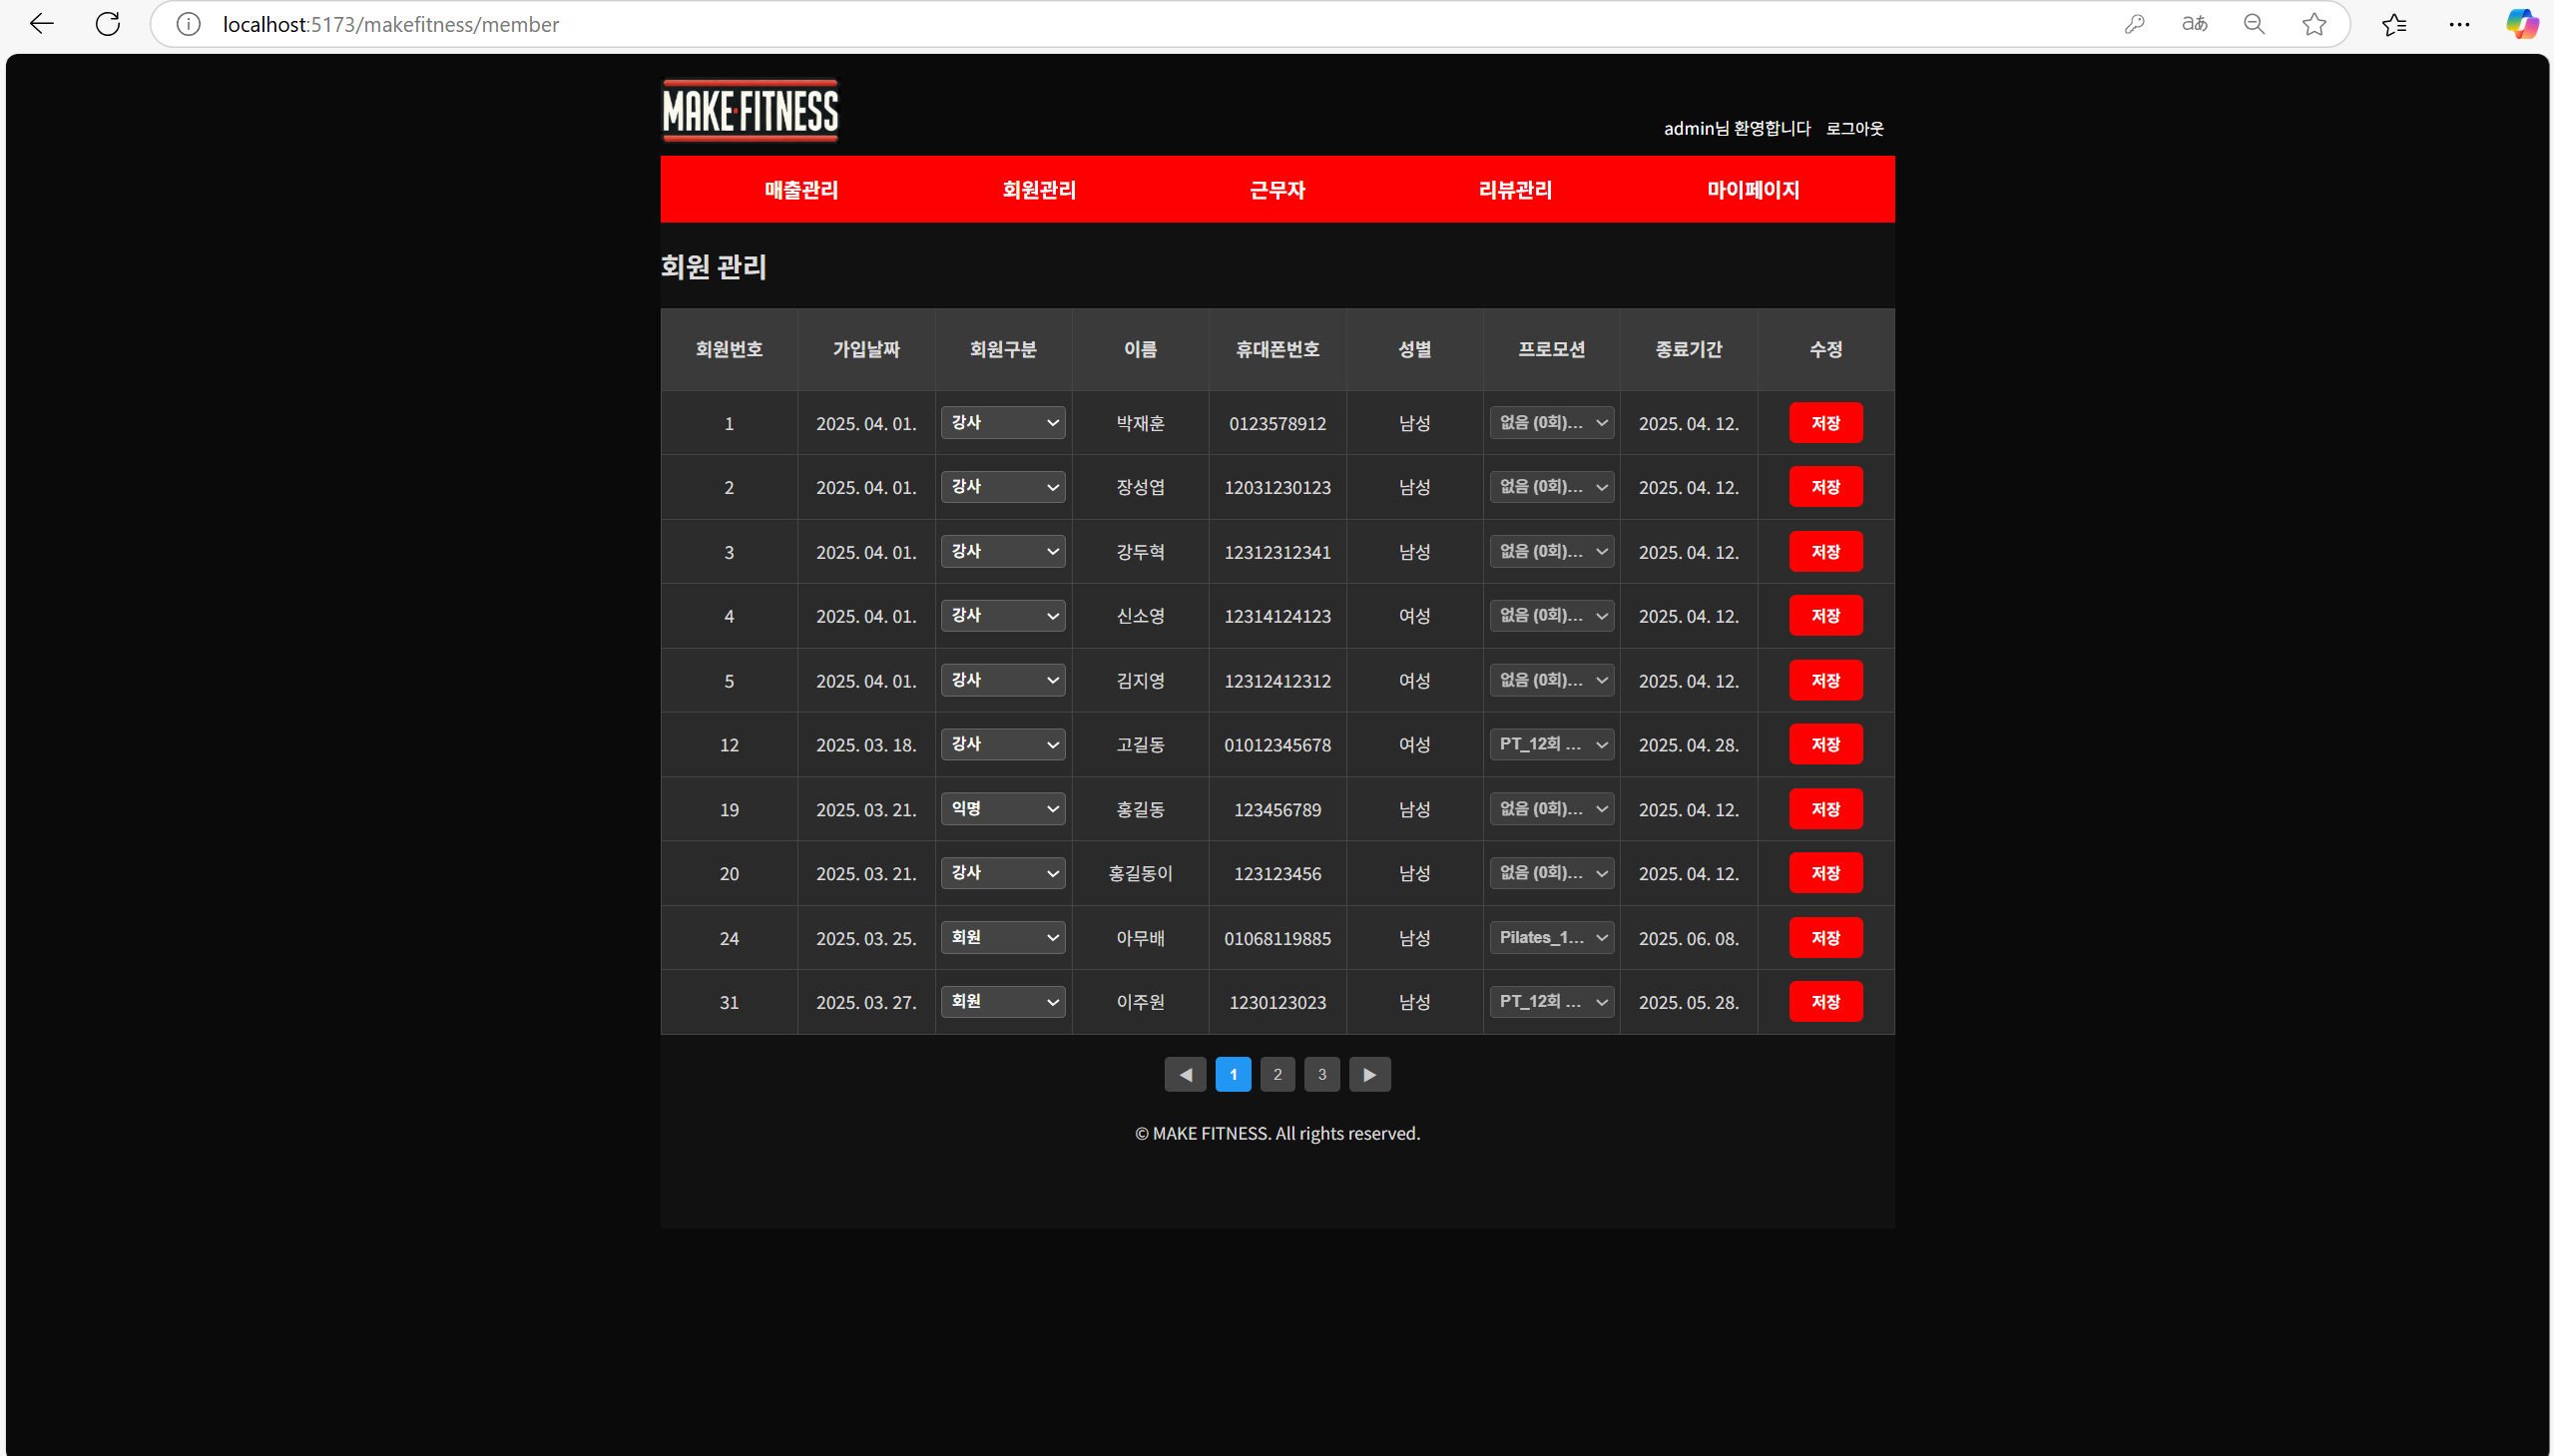 localhost:5173/makefitness/member
aあ
MAKE·FITNESS
admin님 환영합니다 로그아웃
매출관리 회원관리 근무자 리뷰관리 마이페이지
회원 관리
회원번호 가입날짜 회원구분 이름 휴대폰번호 성별 프로모션 종료기간 수정
1 2025. 04. 01. 강사 박재훈 0123578912 남성 없음 (0회)... 2025. 04. 12. 저장
2 2025. 04. 01. 강사 장성엽 12031230123 남성 없음 (0회)... 2025. 04. 12. 저장
3 2025. 04. 01. 강사 강두혁 12312312341 남성 없음 (0회)... 2025. 04. 12. 저장
4 2025. 04. 01. 강사 신소영 12314124123 여성 없음 (0회)... 2025. 04. 12. 저장
5 2025. 04. 01. 강사 김지영 12312412312 여성 없음 (0회)... 2025. 04. 12. 저장
12 2025. 03. 18. 강사 고길동 01012345678 여성 PT_12회 ... 2025. 04. 28. 저장
19 2025. 03. 21. 익명 홍길동 123456789 남성 없음 (0회)... 2025. 04. 12. 저장
20 2025. 03. 21. 강사 홍길동이 123123456 남성 없음 (0회)... 2025. 04. 12. 저장
24 2025. 03. 25. 회원 아무배 01068119885 남성 Pilates_1... 2025. 06. 08. 저장
31 2025. 03. 27. 회원 이주원 1230123023 남성 PT_12회 ... 2025. 05. 28. 저장
◀ 1 2 3 ▶
© MAKE FITNESS. All rights reserved.